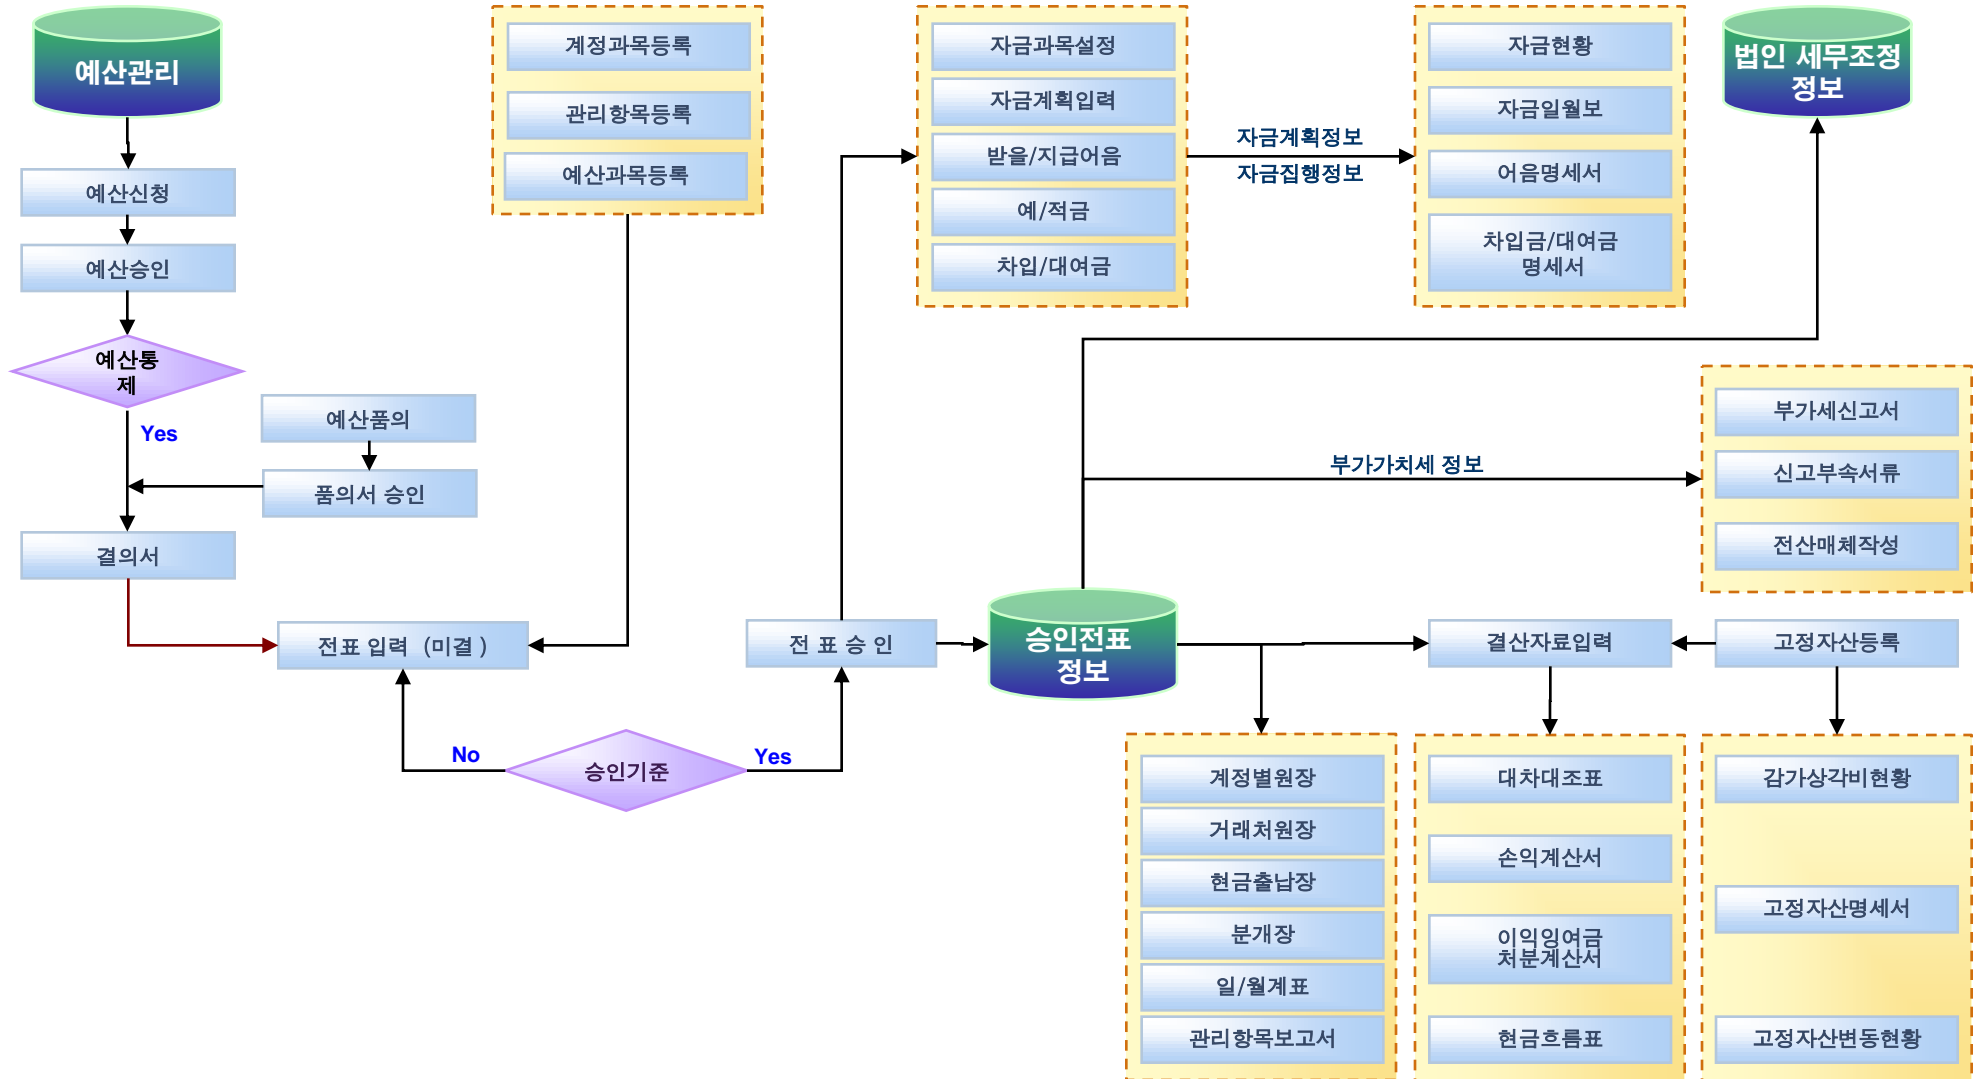 예산관리
예산신청
예산승인
예산통
제
Yes
예산품의
품의서 승인
결의서
계정과목등록
관리항목등록
예산과목등록
전표 입력 (미결 )
No
승인기준
Yes
전 표 승 인
자금과목설정
자금계획입력
받을/지급어음
예/적금
차입/대여금
자금계획정보
자금집행정보
자금현황
자금일월보
어음명세서
차입금/대여금
명세서
법인 세무조정
정보
부가가치세 정보
부가세신고서
신고부속서류
전산매체작성
승인전표
정보
결산자료입력
고정자산등록
계정별원장
거래처원장
현금출납장
분개장
일/월계표
관리항목보고서
대차대조표
손익계산서
이익잉여금
처분계산서
현금흐름표
감가상각비현황
고정자산명세서
고정자산변동현황